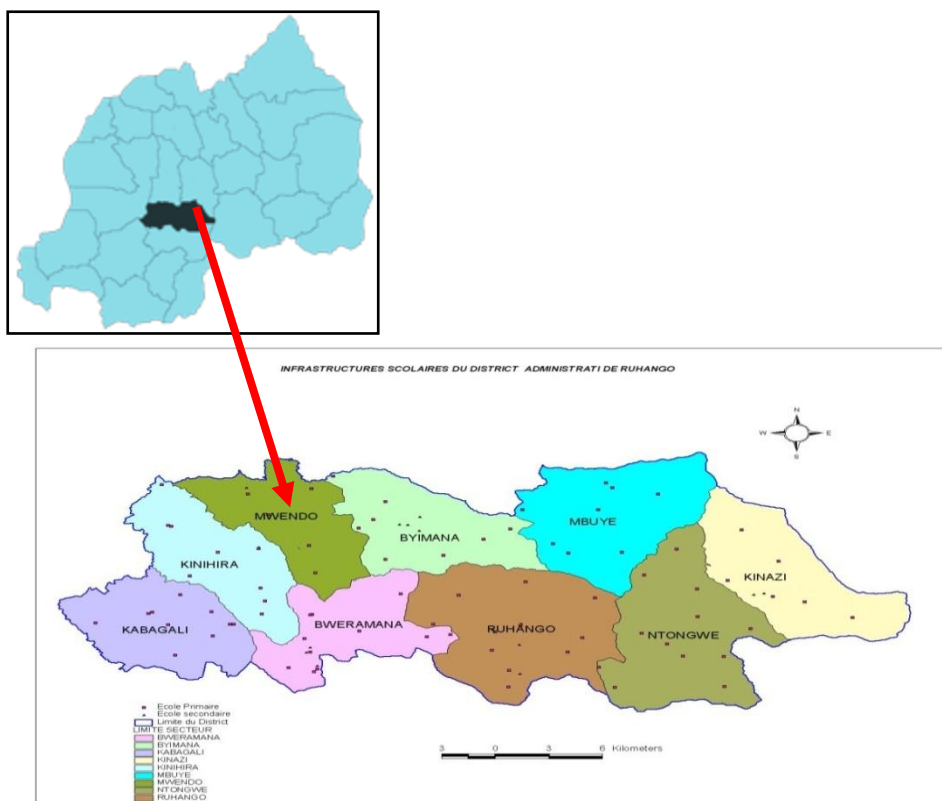 INFRASTRUCTURES SCOLAIRES DU DISTRICT ADMINISTRATI DE RUHANGO
N
W E
S
MWENDO
MBUYE
BYIMANA
KINIHIRA
KINAZI
KABAGALI
BWERAMANA
RUHANGO
NTONGWE
Ecole Primaire
Ecole secondaire
Limite du District
LIMITE SECTEUR
BWERAMANA
BYIMANA
KABAGALI
KINAZI
KINIHIRA
MBUYE
MWENDO
NTONGWE
RUHANGO
3 0 3 6 Kilometers